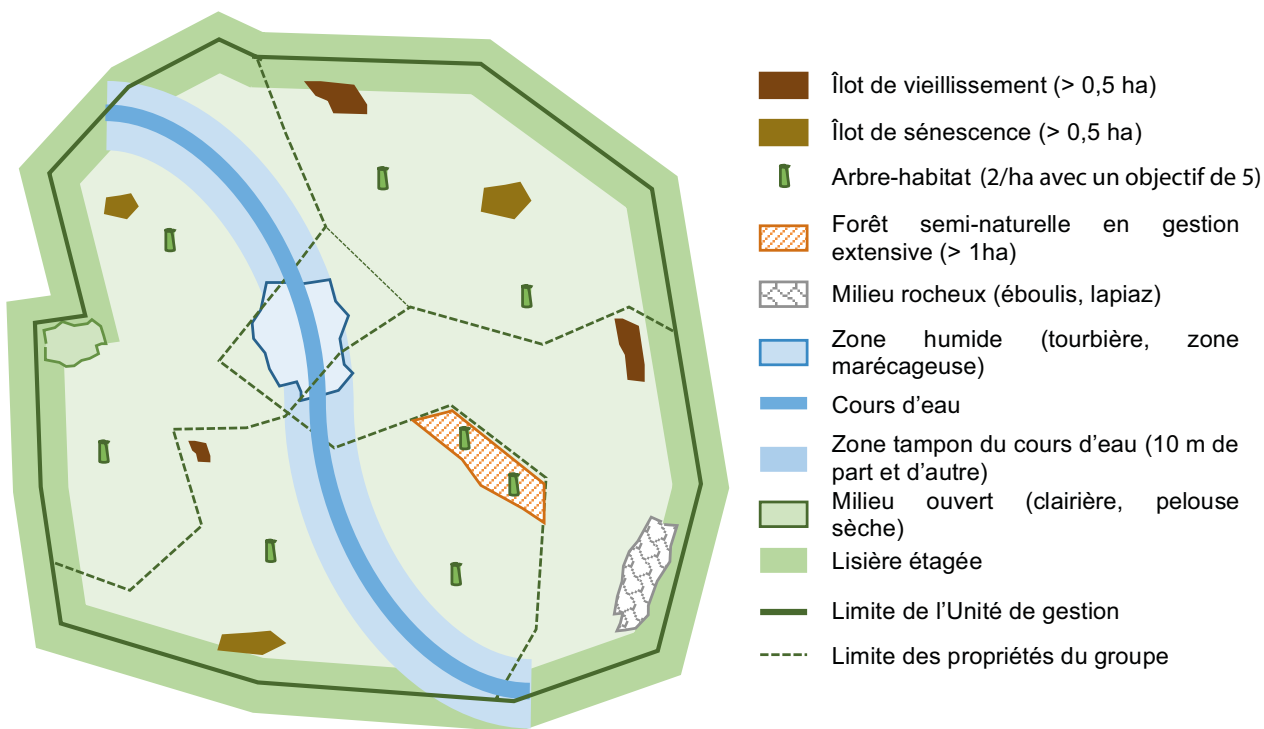 Îlot de vieillissement (> 0,5 ha)
Îlot de sénescence (> 0,5 ha)
Arbre-habitat (2/ha avec un objectif de 5)
Forêt semi-naturelle en gestion
extensive (> 1ha)
Milieu rocheux (éboulis, lapiaz)
Zone humide (tourbière, zone
marécageuse)
Cours d’eau
Zone tampon du cours d’eau (10 m de
part et d’autre)
Milieu ouvert (clairière, pelouse
sèche)
Lisière étagée
Limite de l’Unité de gestion
Limite des propriétés du groupe